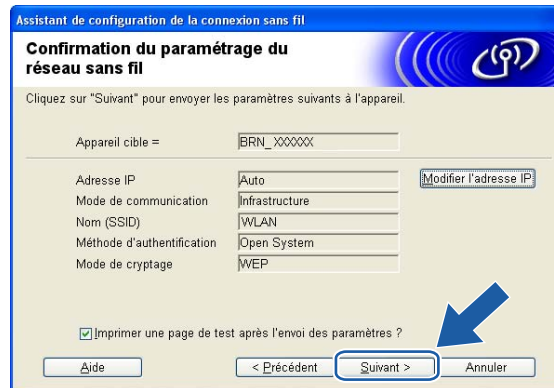 Assistant de configuration de la connexion sans fil
Confirmation du paramétrage du
réseau sans fil
Cliquez sur "Suivant" pour envoyer les paramètres suivants à l'appareil.
Appareil cible = BRN_XXXXXX
Adresse IP Auto Modifier l'adresse IP
Mode de communication Infrastructure
Nom (SSID) WLAN
Méthode d'authentification Open System
Mode de cryptage WEP
Imprimer une page de test après l'envoi des paramètres ?
Aide < Précédent Suivant > Annuler